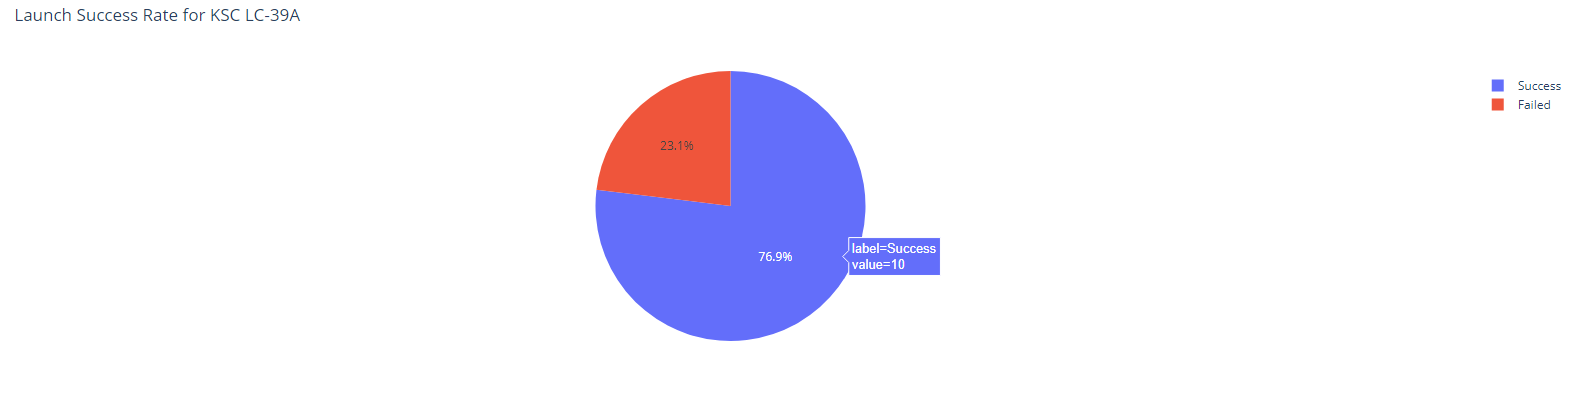 Launch Success Rate for KSC LC-39A
Success
Failed
23.1%
76.9%
label=Success
value=10